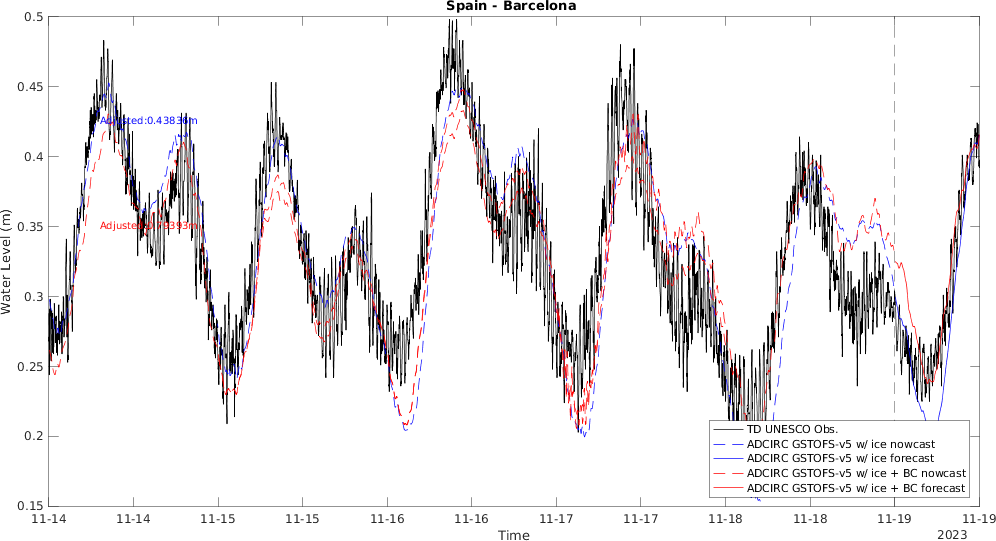 Spain - Barcelona
0.5
0.45
0.4
0.35
0.3
0.25
0.2
0.15
Water Level (m)
Adjusted:0.43836m
TD UNESCO Obs.
ADCIRC GSTOFS-v5 w/ ice nowcast
ADCIRC GSTOFS-v5 w/ ice forecast
ADCIRC GSTOFS-v5 w/ ice + BC nowcast
ADCIRC GSTOFS-v5 w/ ice + BC forecast
11-14 11-14 11-15 11-15 11-16 11-16 11-17 11-17 11-18 11-18 11-19 11-19
Time
2023